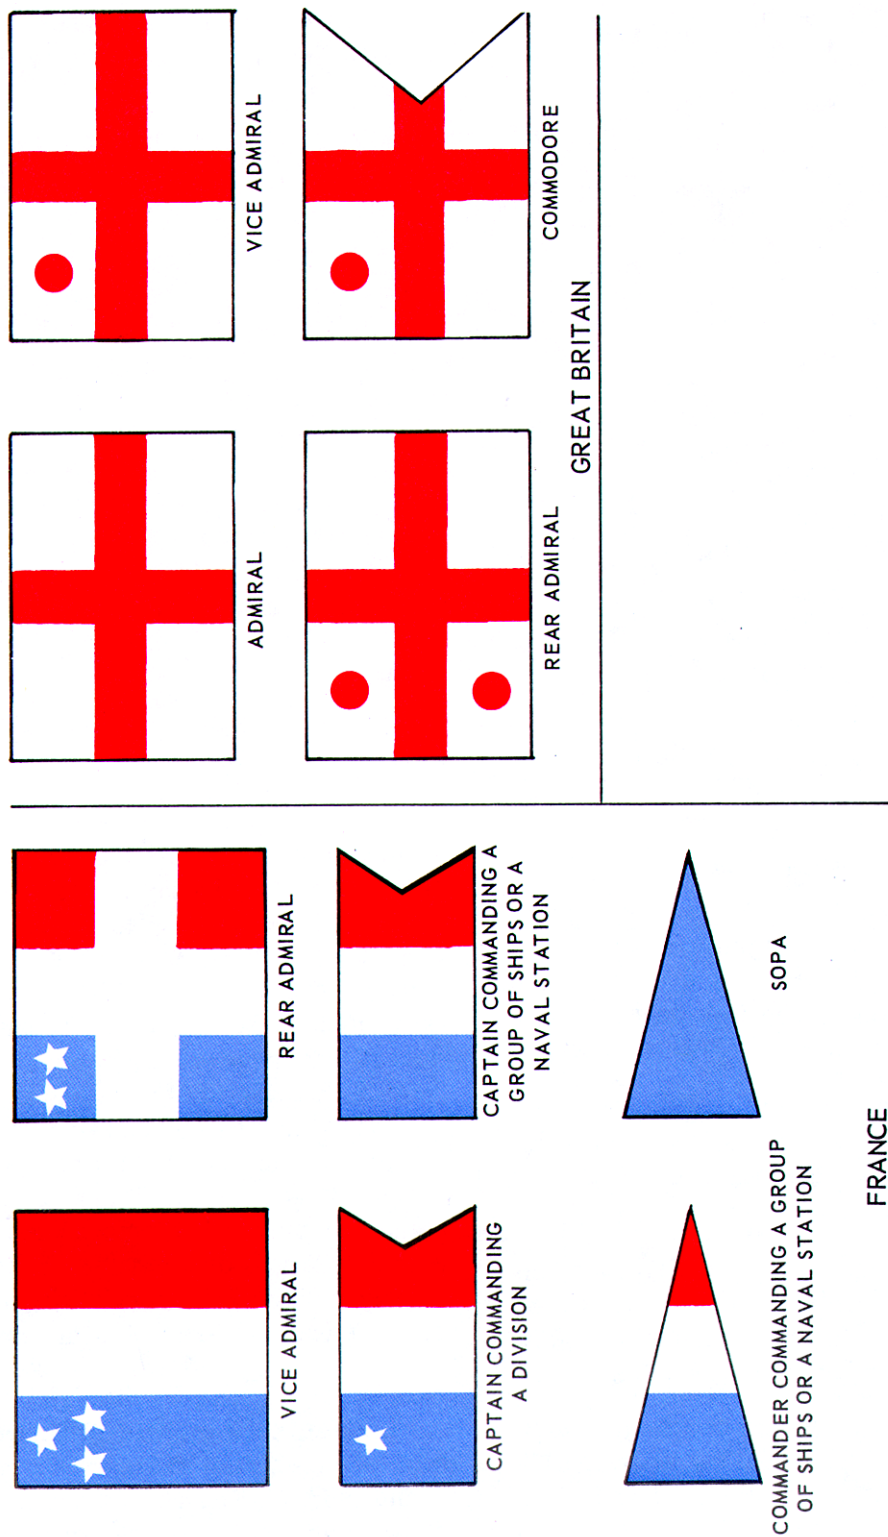 VICE ADMIRAL
REAR ADMIRAL
ADMIRAL
VICE ADMIRAL
CAPTAIN COMMANDING
A DIVISION
CAPTAIN COMMANDING A
GROUP OF SHIPS OR A
NAVAL STATION
REAR ADMIRAL
COMMODORE
GREAT BRITAIN
COMMANDER COMMANDING A GROUP
OF SHIPS OR A NAVAL STATION
SOPA
FRANCE